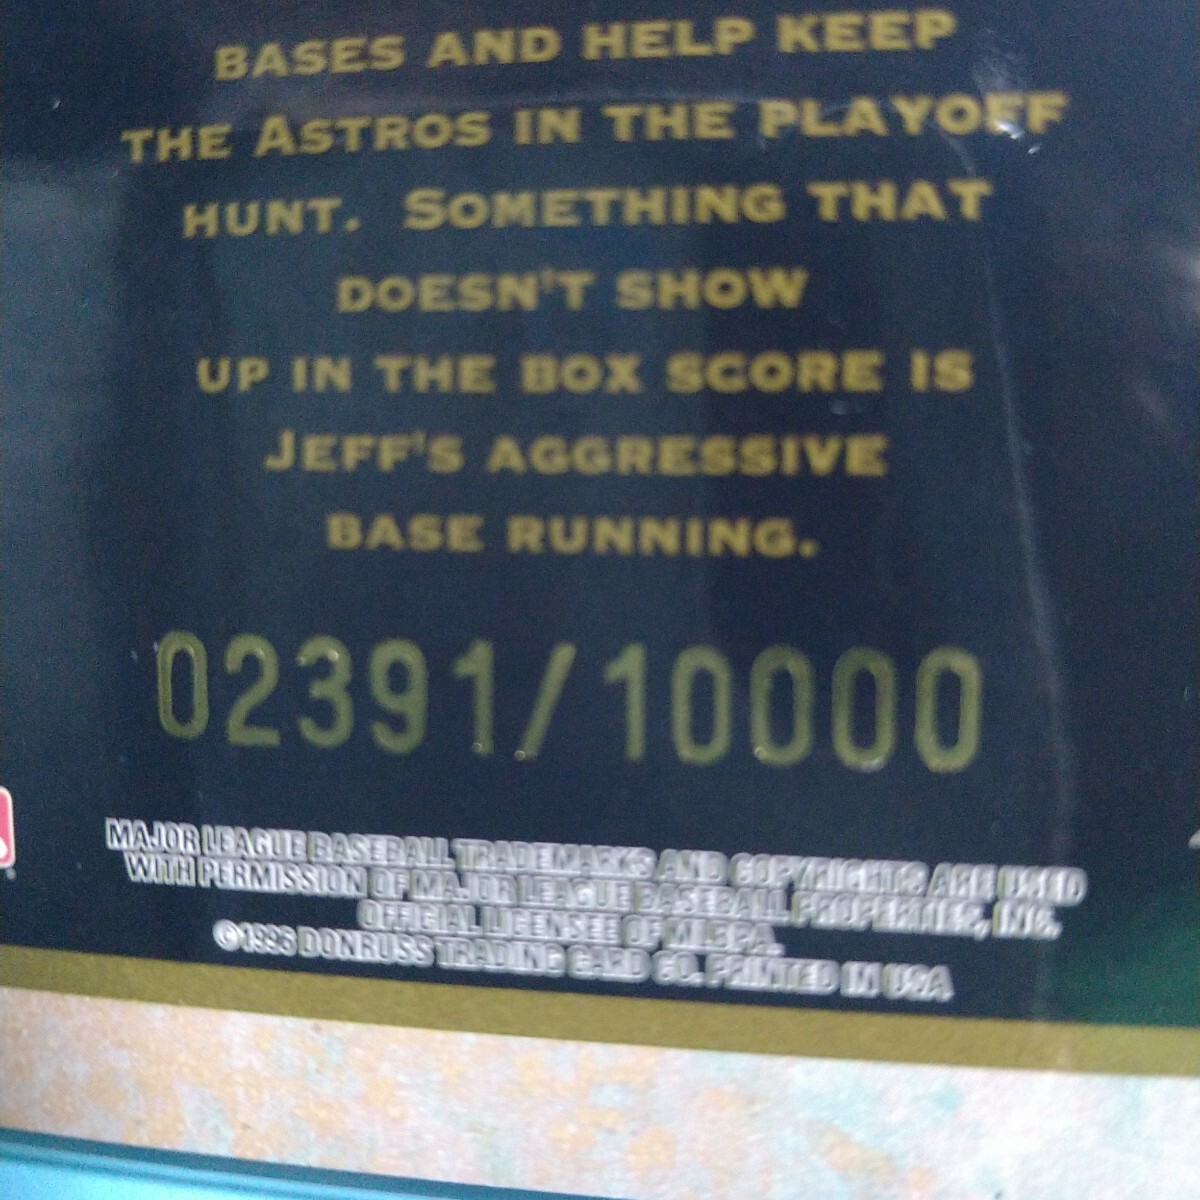 BASES AND HELP KEEP
THE ASTROS IN THE PLAYOFF
HUNT. SOMETHING THAT
DOESN'T SHOW
UP IN THE BOX SCORE IS
JEFF'S AGGRESSIVE
BASE RUNNING.
02391/10000
MAJOR LEAGUE BASEBALL TRADEMARKS AND COPYRIGHTS ARE USED
WITH PERMISSION OF MAJOR LEAGUE BASEBALL PROPERTIES, INC.
OFFICIAL LICENSEE OF MLBPA.
©1996 DONRUSS TRADING CARD CO. PRINTED IN USA